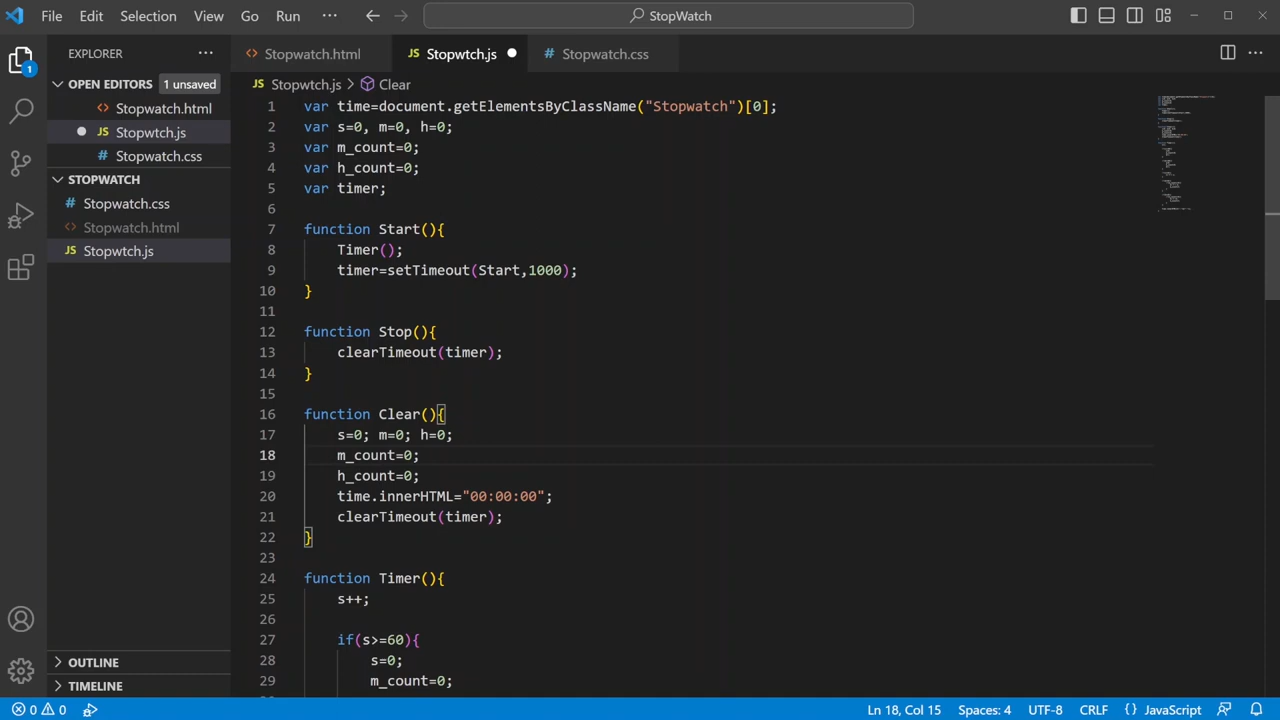 File Edit Selection View Go Run ··· StopWatch
EXPLORER ···
OPEN EDITORS 1 unsaved
Stopwatch.html
JS Stopwtch.js
# Stopwatch.css
STOPWATCH
# Stopwatch.css
Stopwatch.html
JS Stopwtch.js
OUTLINE
TIMELINE
1
Stopwatch.html JS Stopwtch.js # Stopwatch.css ···
JS Stopwtch.js > Clear
1 var time=document.getElementsByClassName("Stopwatch")[0];
2 var s=0, m=0, h=0;
3 var m_count=0;
4 var h_count=0;
5 var timer;
6
7 function Start(){
8 Timer();
9 timer=setTimeout(Start,1000);
10 }
11
12 function Stop(){
13 clearTimeout(timer);
14 }
15
16 function Clear(){
17 s=0; m=0; h=0;
18 m_count=0;
19 h_count=0;
20 time.innerHTML="00:00:00";
21 clearTimeout(timer);
22 }
23
24 function Timer(){
25 s++;
26
27 if(s>=60){
28 s=0;
29 m_count=0;
0 0 Ln 18, Col 15 Spaces: 4 UTF-8 CRLF {} JavaScript